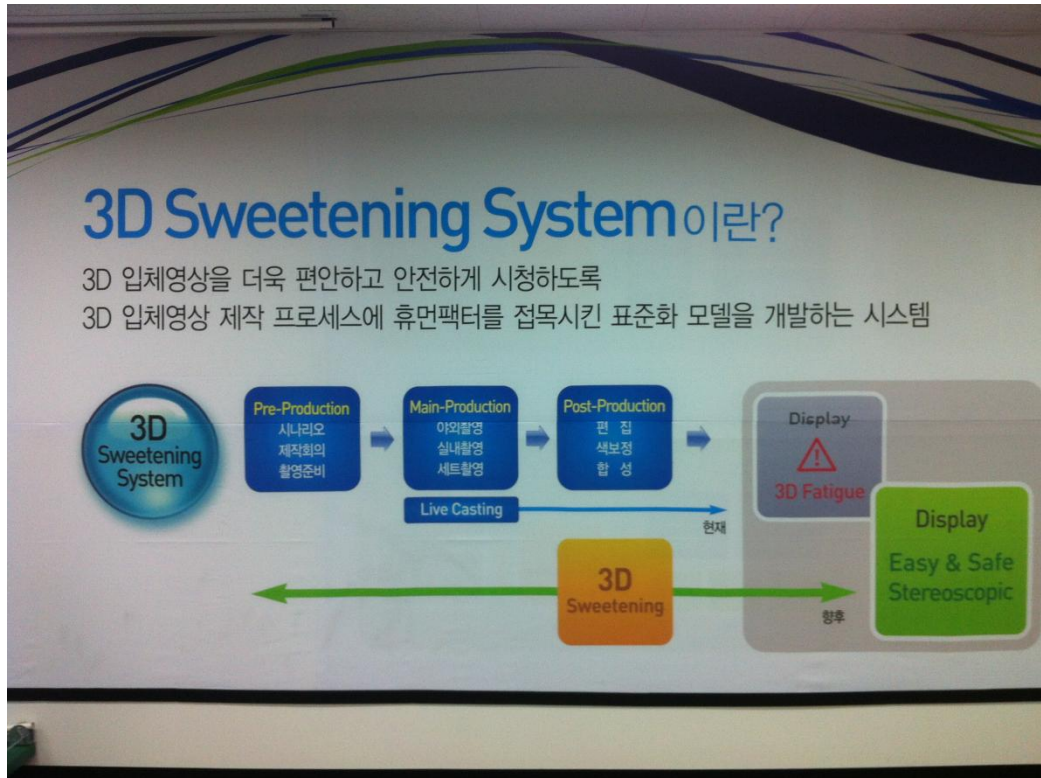 3D Sweetening System이란?
3D 입체영상을 더욱 편안하고 안전하게 시청하도록
3D 입체영상 제작 프로세스에 휴먼팩터를 접목시킨 표준화 모델을 개발하는 시스템
3D
Sweetening
System
Pre-Production
시나리오
제작회의
촬영준비
Main-Production
야외촬영
실내촬영
세트촬영
Post-Production
편 집
색보정
합 성
Live Casting
현재
Display
3D Fatigue
3D
Sweetening
향후
Display
Easy & Safe
Stereoscopic